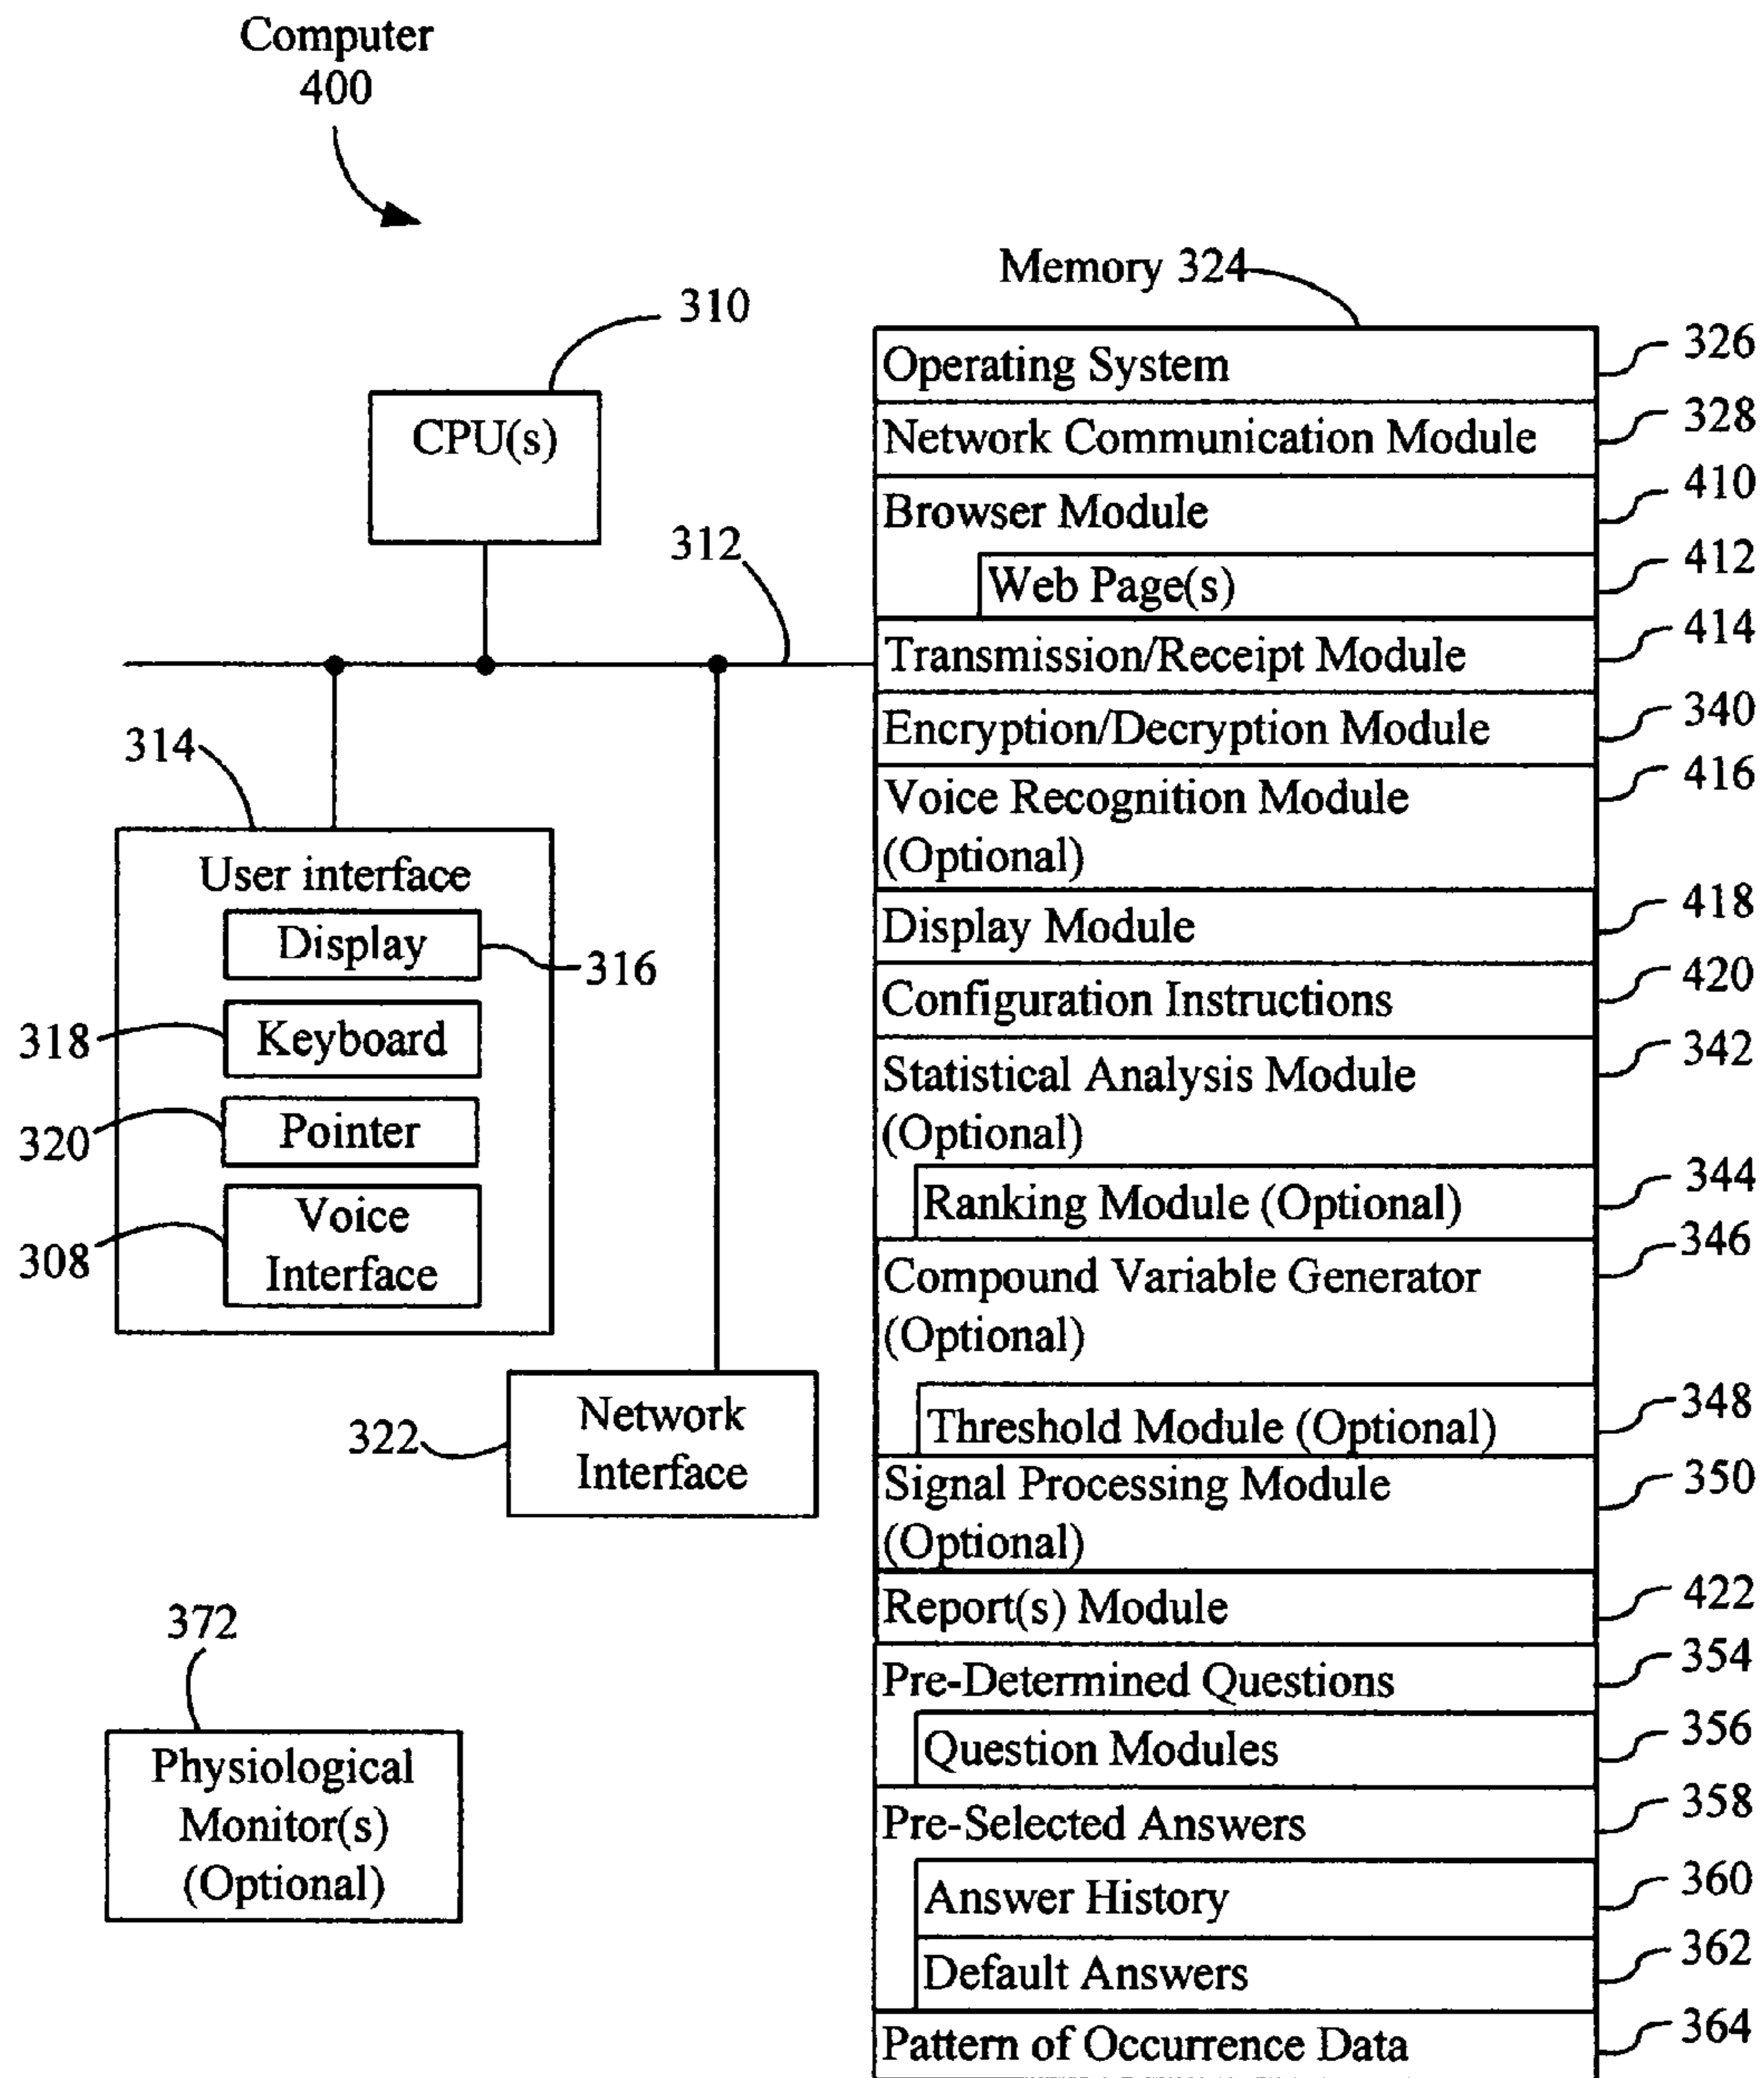 Computer
400
Memory 324
310
CPU(s)
312
314
User interface
Display
316
318
Keyboard
320
Pointer
308
Voice
Interface
322
Network
Interface
372
Physiological
Monitor(s)
(Optional)
Operating System
326
Network Communication Module
328
Browser Module
410
Web Page(s)
412
Transmission/Receipt Module
414
Encryption/Decryption Module
340
Voice Recognition Module
416
(Optional)
Display Module
418
Configuration Instructions
420
Statistical Analysis Module
342
(Optional)
Ranking Module (Optional)
344
Compound Variable Generator
346
(Optional)
Threshold Module (Optional)
348
Signal Processing Module
350
(Optional)
Report(s) Module
422
Pre-Determined Questions
354
Question Modules
356
Pre-Selected Answers
358
Answer History
360
Default Answers
362
Pattern of Occurrence Data
364